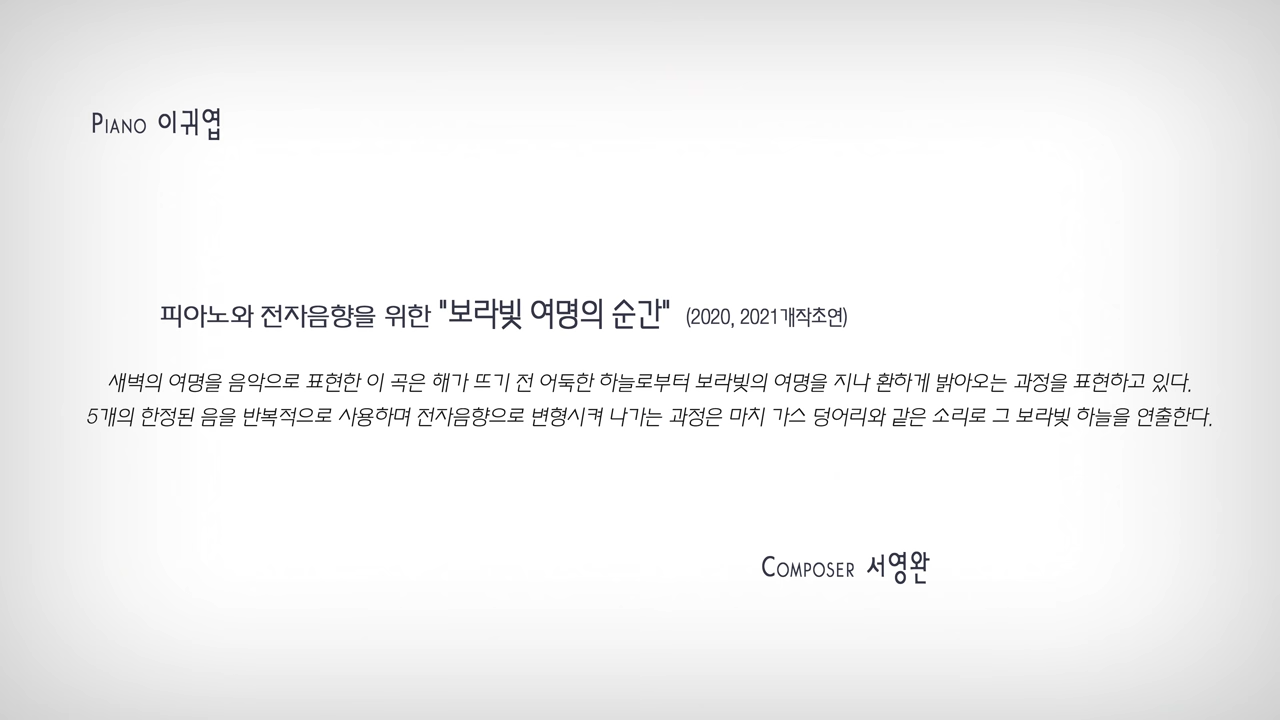 PIANO 이귀엽
피아노와 전자음향을 위한 "보라빛 여명의 순간" (2020, 2021개작초연)
새벽의 여명을 음악으로 표현한 이 곡은 해가 뜨기 전 어둑한 하늘로부터 보라빛의 여명을 지나 환하게 밝아오는 과정을 표현하고 있다.
5개의 한정된 음을 반복적으로 사용하며 전자음향으로 변형시켜 나가는 과정은 마치 가스 덩어리와 같은 소리로 그 보라빛 하늘을 연출한다.
COMPOSER 서영완